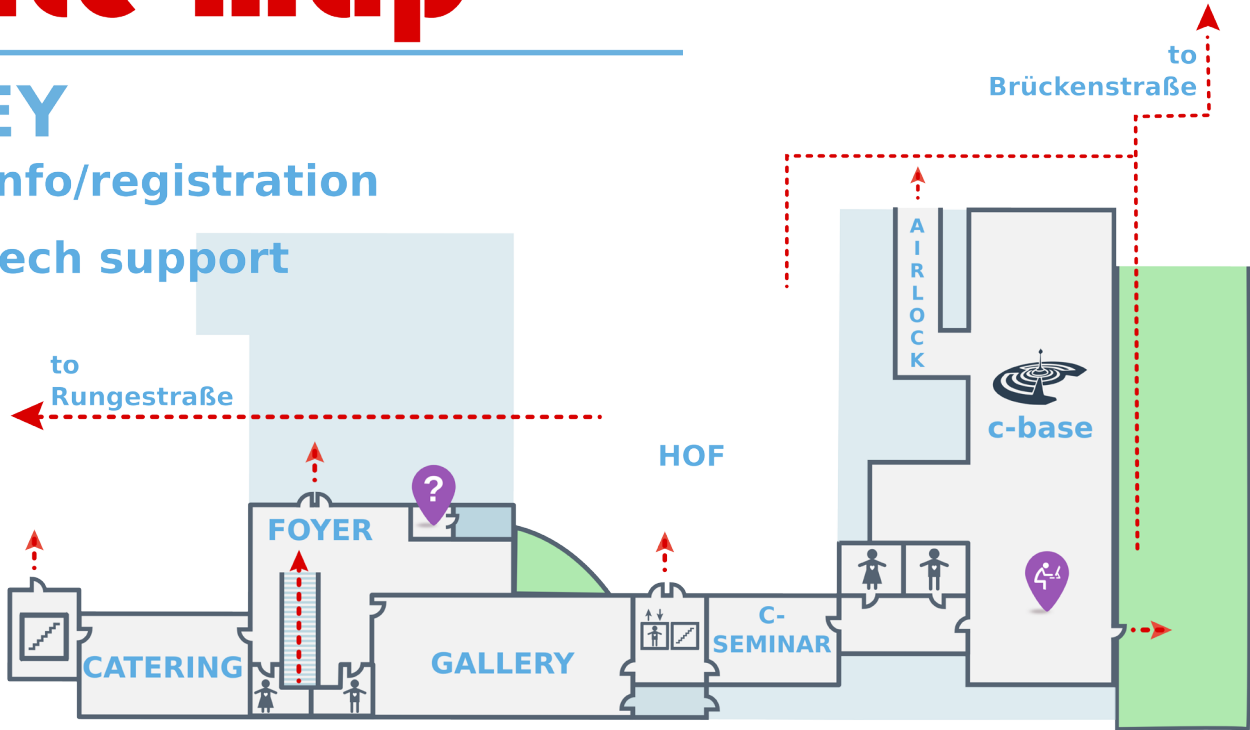 EY
nfo/registration
ech support
to
Brückenstraße
to
Rungestraße
AIRLOCK
c-base
HOF
?
FOYER
C-
SEMINAR
GALLERY
CATERING